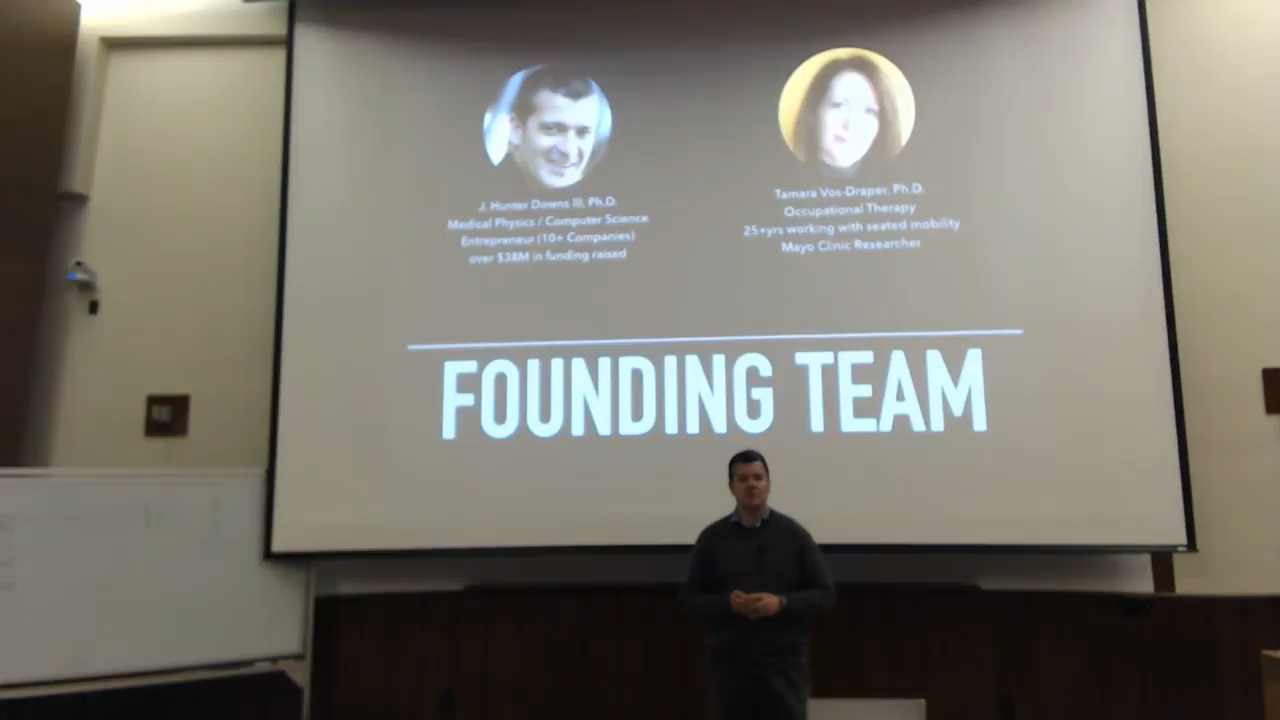 J. Hunter Downs III, Ph.D.
Medical Physics / Computer Science
Entrepreneur (10+ Companies)
over $38M in funding raised
Tamara Vos-Draper, Ph.D.
Occupational Therapy
25+yrs working with seated mobility
Mayo Clinic Researcher
FOUNDING TEAM